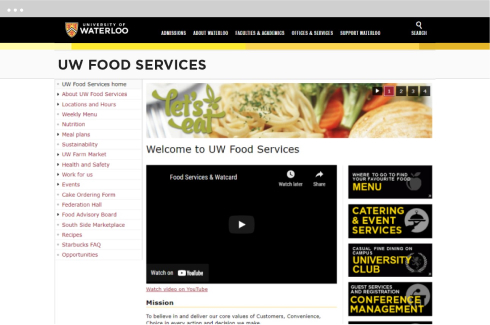 UNIVERSITY OF
WATERLOO
ADMISSIONS ABOUT WATERLOO FACULTIES & ACADEMICS OFFICES & SERVICES SUPPORT WATERLOO
SEARCH
UW FOOD SERVICES
UW Food Services home
About UW Food Services
Locations and Hours
Weekly Menu
Nutrition
Meal plans
Sustainability
UW Farm Market
Health and Safety
Work for us
Events
Cake Ordering Form
Federation Hall
Food Advisory Board
South Side Marketplace
Recipes
Starbucks FAQ
Opportunities
let's
eat
1 2 3 4
Welcome to UW Food Services
Food Services & Watcard
Watch later
Share
Watch on YouTube
Watch video on YouTube
Mission
To believe in and deliver our core values of Customers, Convenience,
Choice in every action and decision we make.
WHERE TO GO TO FIND
YOUR FAVOURITE FOOD
MENU
CATERING
& EVENT
SERVICES
CASUAL FINE DINING ON
CAMPUS
UNIVERSITY
CLUB
GUEST SERVICES
AND REGISTRATION
CONFERENCE
MANAGEMENT